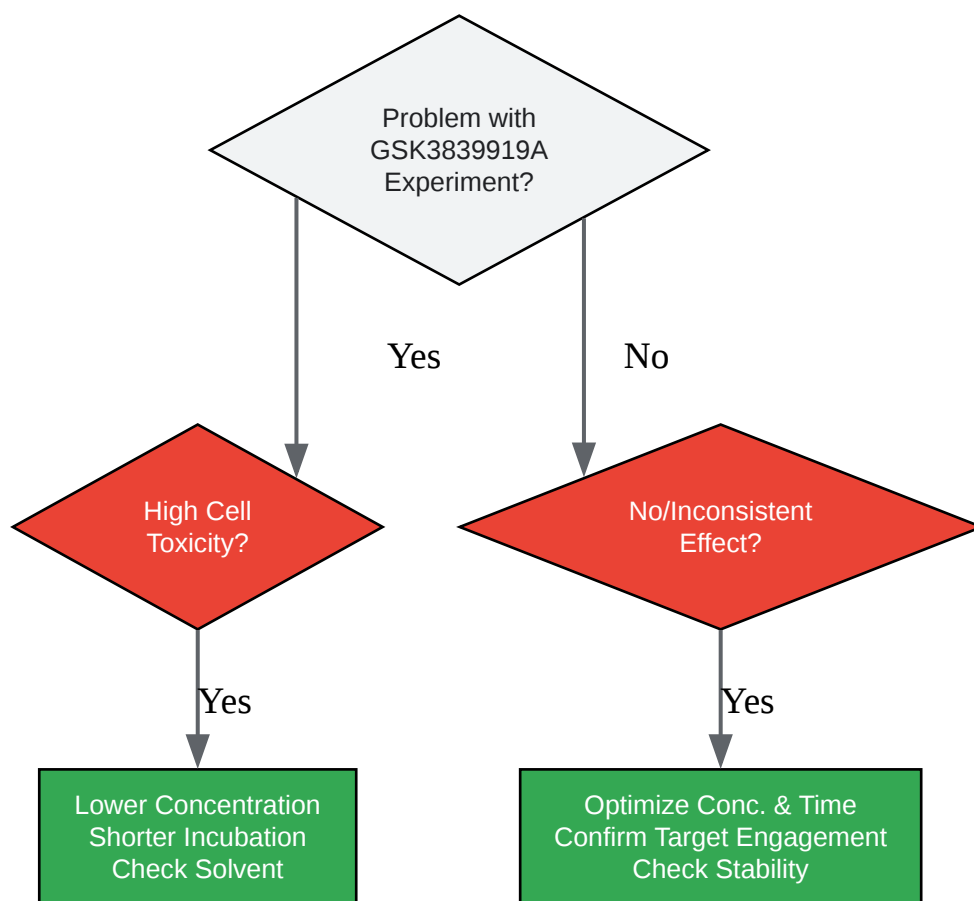 Problem with
GSK3839919A
Experiment?
Yes
No
High Cell
Toxicity?
No/Inconsistent
Effect?
Yes
Yes
Lower Concentration
Shorter Incubation
Check Solvent
Optimize Conc. & Time
Confirm Target Engagement
Check Stability